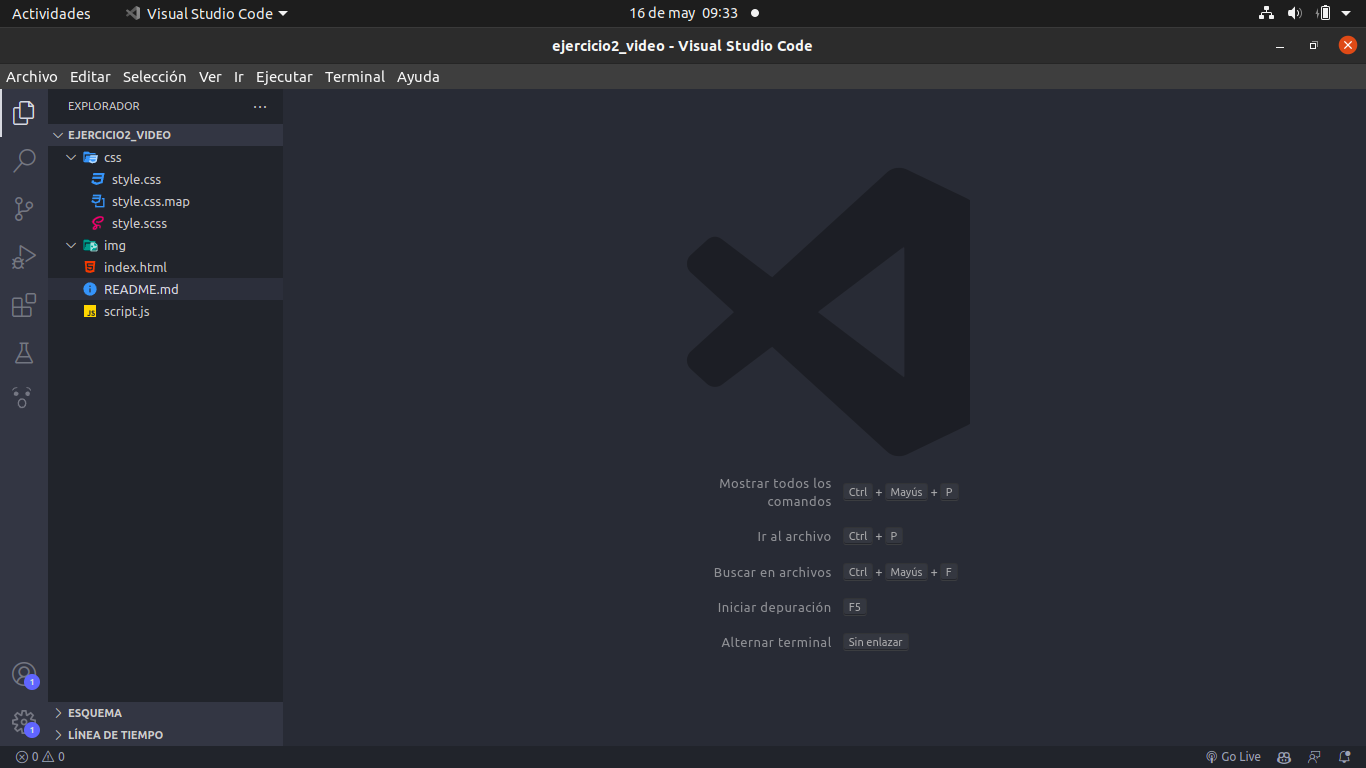 Actividades Visual Studio Code 16 de may 09:33
ejercicio2_video - Visual Studio Code
Archivo Editar Selección Ver Ir Ejecutar Terminal Ayuda
EXPLORADOR
EJERCICIO2_VIDEO
css
style.css
style.css.map
style.scss
img
index.html
README.md
JS script.js
Mostrar todos los
comandos Ctrl + Mayús + P
Ir al archivo Ctrl + P
Buscar en archivos Ctrl + Mayús + F
Iniciar depuración F5
Alternar terminal Sin enlazar
1
1
ESQUEMA
LÍNEA DE TIEMPO
0 0 Go Live